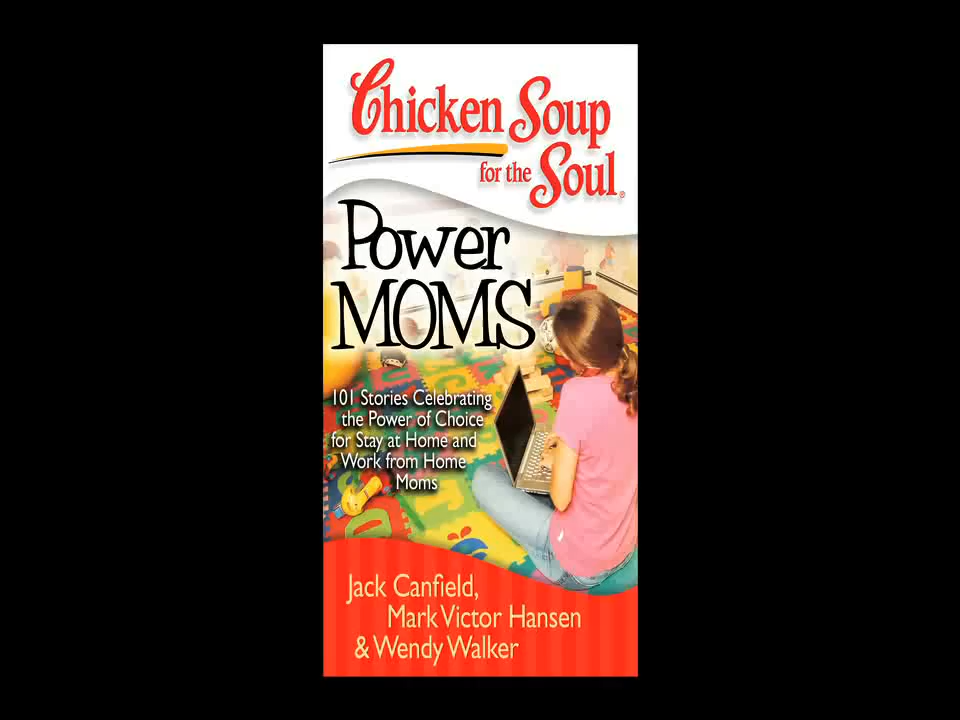 Chicken Soup
for the Soul®
Power
MOMS
101 Stories Celebrating
the Power of Choice
for Stay at Home and
Work from Home
Moms
Jack Canfield,
Mark Victor Hansen
& Wendy Walker